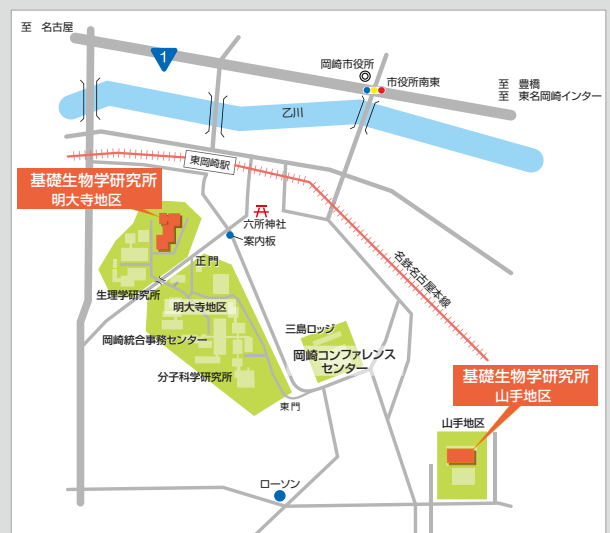 至 名古屋
1
岡崎市役所
市役所南東
至 豊橋
至 東名岡崎インター
乙川
東岡崎駅
基礎生物学研究所
明大寺地区
六所神社
案内板
正門
名鉄名古屋本線
生理学研究所
明大寺地区
岡崎統合事務センター
三島ロッジ
岡崎コンファレンス
センター
分子科学研究所
東門
基礎生物学研究所
山手地区
山手地区
ローソン